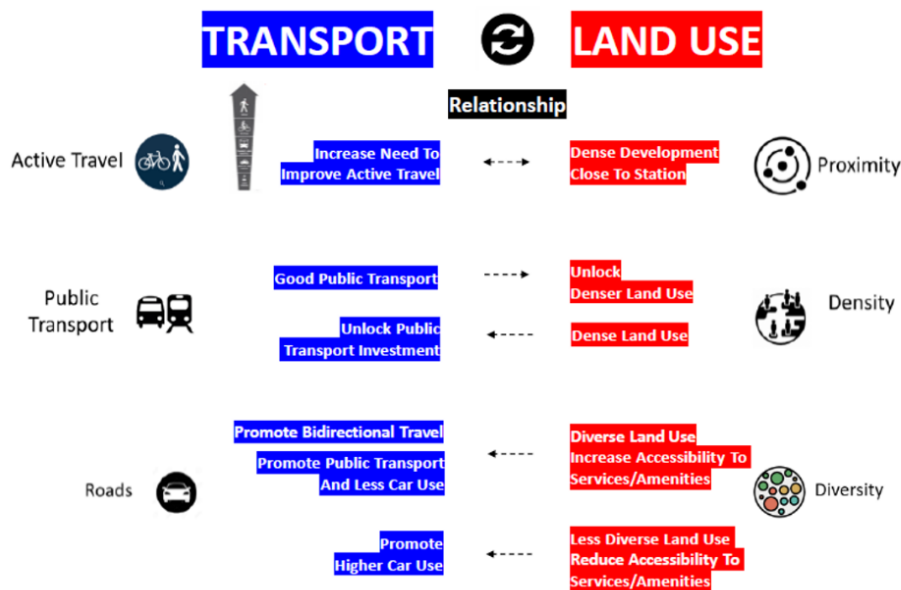 TRANSPORT
LAND USE
Relationship
Active Travel
Increase Need To
Improve Active Travel
Dense Development
Close To Station
Proximity
Public
Transport
Good Public Transport
Unlock
Denser Land Use
Unlock Public
Transport Investment
Dense Land Use
Density
Roads
Promote Bidirectional Travel
Promote Public Transport
And Less Car Use
Diverse Land Use
Increase Accessibility To
Services/Amenities
Diversity
Promote
Higher Car Use
Less Diverse Land Use
Reduce Accessibility To
Services/Amenities